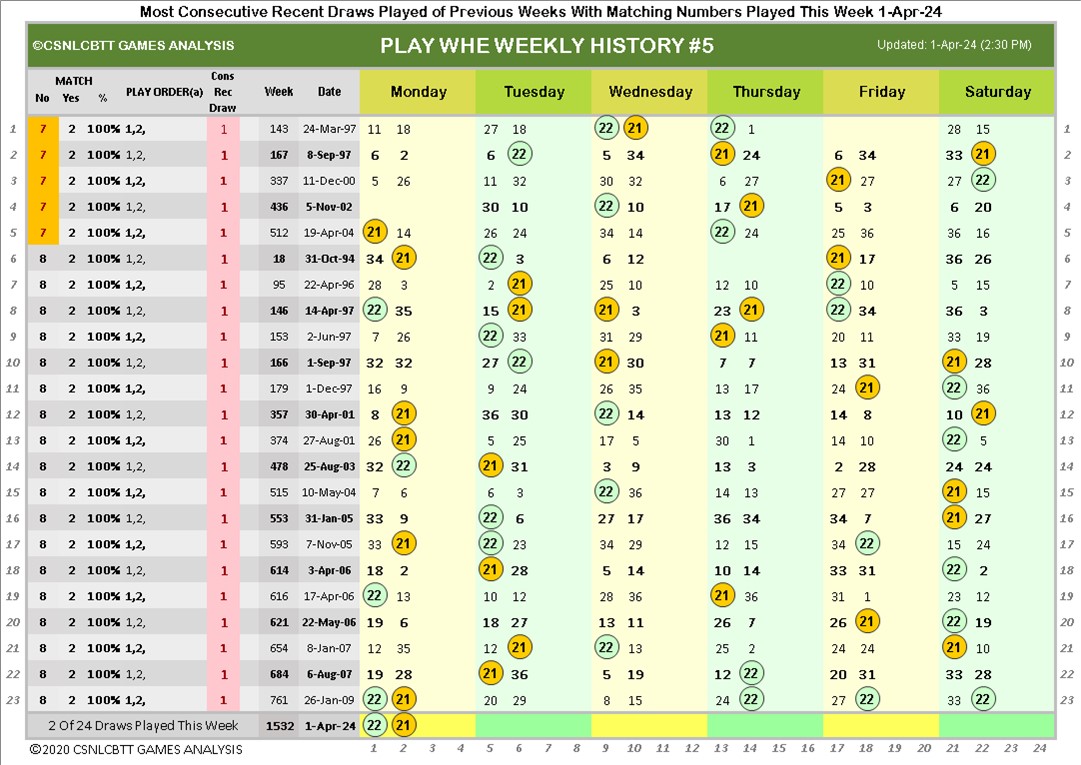 Most Consecutive Recent Draws Played of Previous Weeks With Matching Numbers Played This Week 1-Apr-24
©CSNLCBTT GAMES ANALYSIS PLAY WHE WEEKLY HISTORY #5 Updated: 1-Apr-24 (2:30 PM)
MATCH Cons
No Yes % PLAY ORDER(a) Rec Week Date Monday Tuesday Wednesday Thursday Friday Saturday
Draw
1 7 2 100% 1,2, 1 143 24-Mar-97 11 18 27 18 22 21 22 1 28 15 1
2 7 2 100% 1,2, 1 167 8-Sep-97 6 2 6 22 5 34 21 24 6 34 33 21 2
3 7 2 100% 1,2, 1 337 11-Dec-00 5 26 11 32 30 32 6 27 21 27 27 22 3
4 7 2 100% 1,2, 1 436 5-Nov-02 30 10 22 10 17 21 5 3 6 20 4
5 7 2 100% 1,2, 1 512 19-Apr-04 21 14 26 24 34 14 22 24 25 36 36 16 5
6 8 2 100% 1,2, 1 18 31-Oct-94 34 21 22 3 6 12 21 17 36 26 6
7 8 2 100% 1,2, 1 95 22-Apr-96 28 3 2 21 25 10 12 10 22 10 5 15 7
8 8 2 100% 1,2, 1 146 14-Apr-97 22 35 15 21 21 3 23 21 22 34 36 3 8
9 8 2 100% 1,2, 1 153 2-Jun-97 7 26 22 33 31 29 21 11 20 11 33 19 9
10 8 2 100% 1,2, 1 166 1-Sep-97 32 32 27 22 21 30 7 7 13 31 21 28 10
11 8 2 100% 1,2, 1 179 1-Dec-97 16 9 9 24 26 35 13 17 24 21 22 36 11
12 8 2 100% 1,2, 1 357 30-Apr-01 8 21 36 30 22 14 13 12 14 8 10 21 12
13 8 2 100% 1,2, 1 374 27-Aug-01 26 21 5 25 17 5 30 1 14 10 22 5 13
14 8 2 100% 1,2, 1 478 25-Aug-03 32 22 21 31 3 9 13 3 2 28 24 24 14
15 8 2 100% 1,2, 1 515 10-May-04 7 6 6 3 22 36 14 13 27 27 21 15 15
16 8 2 100% 1,2, 1 553 31-Jan-05 33 9 22 6 27 17 36 34 34 7 21 27 16
17 8 2 100% 1,2, 1 593 7-Nov-05 33 21 22 23 34 29 12 15 34 22 15 24 17
18 8 2 100% 1,2, 1 614 3-Apr-06 18 2 21 28 5 14 10 14 33 31 22 2 18
19 8 2 100% 1,2, 1 616 17-Apr-06 22 13 10 12 28 36 21 36 31 1 23 12 19
20 8 2 100% 1,2, 1 621 22-May-06 19 6 18 27 13 11 26 7 26 21 22 19 20
21 8 2 100% 1,2, 1 654 8-Jan-07 12 35 12 21 22 13 25 2 24 24 21 10 21
22 8 2 100% 1,2, 1 684 6-Aug-07 19 28 21 36 5 19 12 22 20 31 33 28 22
23 8 2 100% 1,2, 1 761 26-Jan-09 22 21 20 29 8 15 24 22 27 22 33 22 23
2 Of 24 Draws Played This Week 1532 1-Apr-24 22 21
©2020 CSNLCBTT GAMES ANALYSIS 1 2 3 4 5 6 7 8 9 10 11 12 13 14 15 16 17 18 19 20 21 22 23 24